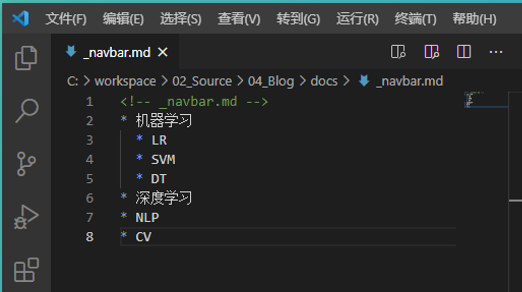 文件(F) 编辑(E) 选择(S) 查看(V) 转到(G) 运行(R) 终端(T) 帮助(H)
_navbar.md
C: > workspace > 02_Source > 04_Blog > docs > _navbar.md
1 <!-- _navbar.md -->
2 * 机器学习
3 * LR
4 * SVM
5 * DT
6 * 深度学习
7 * NLP
8 * CV